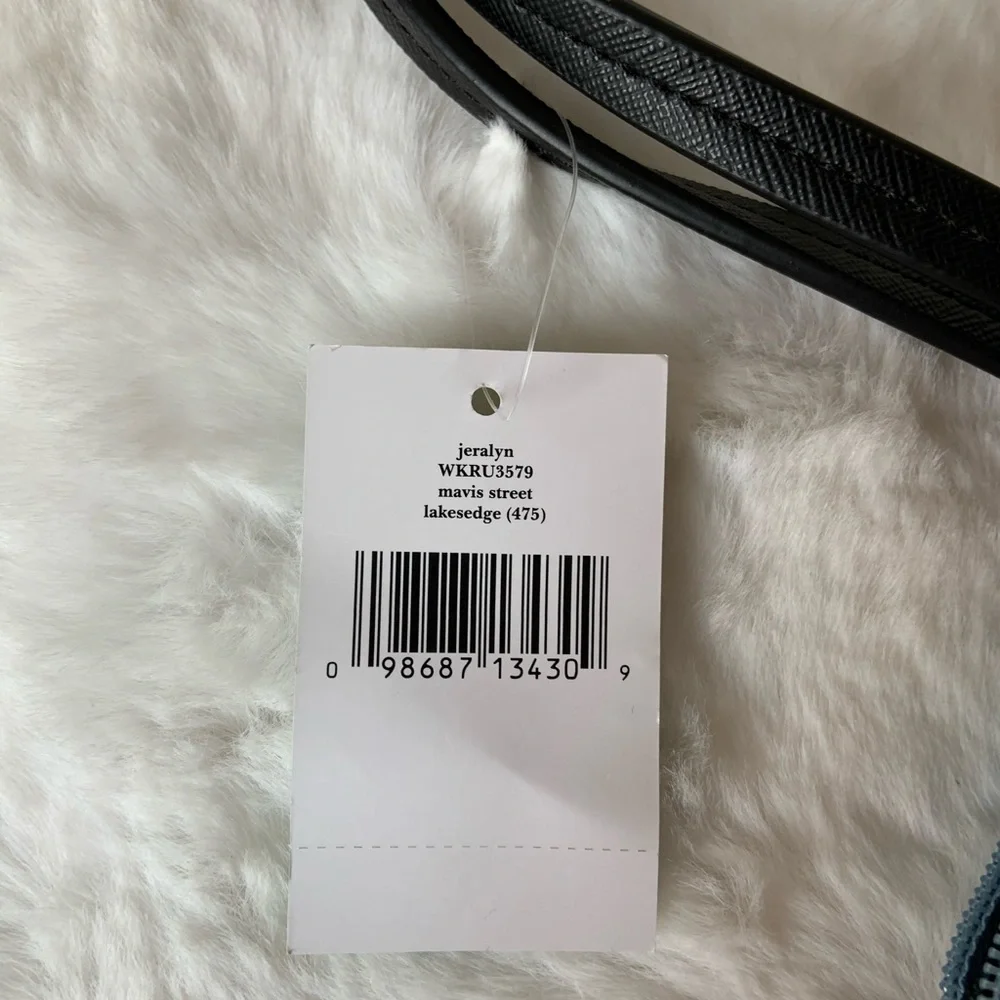 jeralyn
WKRU3579
mavis street
lakesedge (475)
0 98687 13430 9